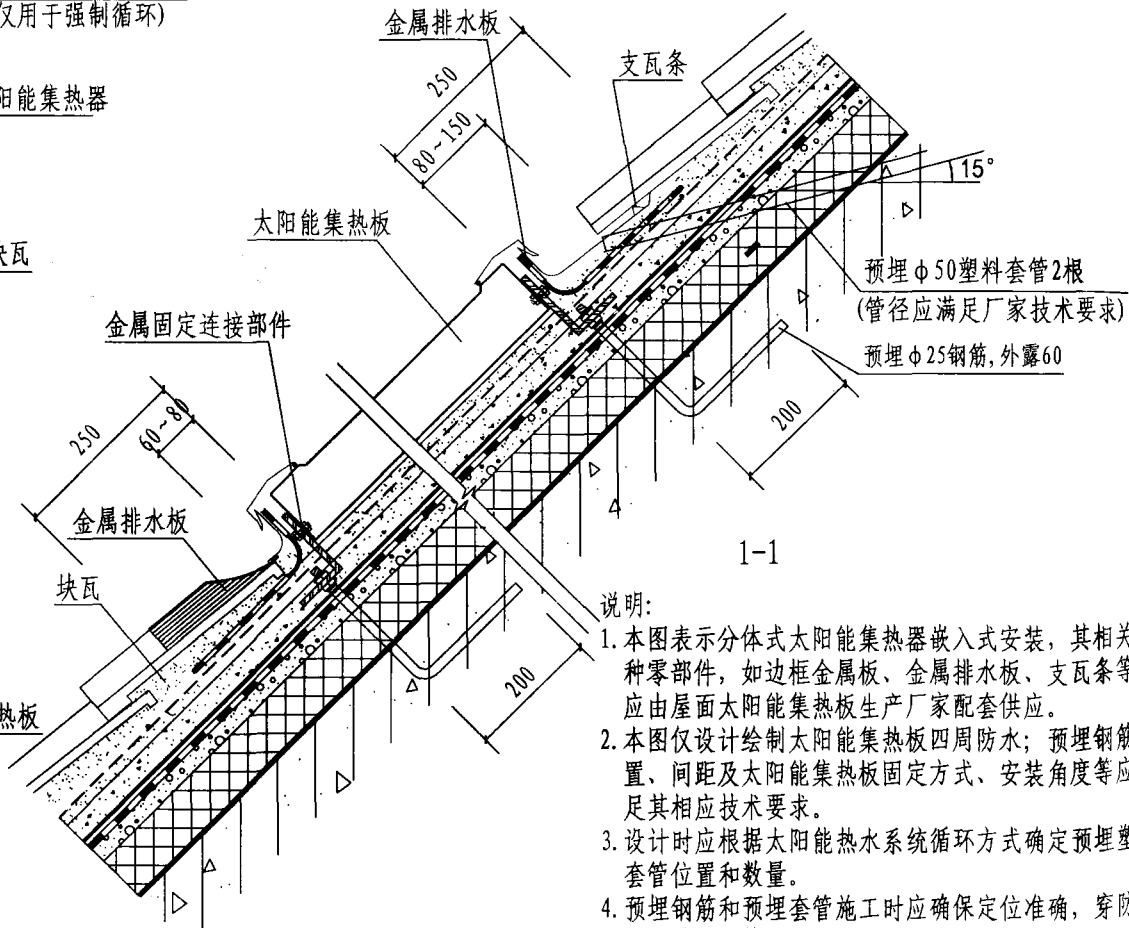 仅用于强制循环)
金属排水板
250
80~150
支瓦条
阳能集热器
太阳能集热板
15°
块瓦
预埋φ50塑料套管2根
(管径应满足厂家技术要求)
预埋φ25钢筋,外露60
200
金属固定连接部件
250
60~80
金属排水板
块瓦
200
热板
1-1
说明:
1. 本图表示分体式太阳能集热器嵌入式安装，其相关
种零部件，如边框金属板、金属排水板、支瓦条等
应由屋面太阳能集热板生产厂家配套供应。
2. 本图仅设计绘制太阳能集热板四周防水；预埋钢筋
置、间距及太阳能集热板固定方式、安装角度等应
足其相应技术要求。
3. 设计时应根据太阳能热水系统循环方式确定预埋塑
套管位置和数量。
4. 预埋钢筋和预埋套管施工时应确保定位准确，穿防